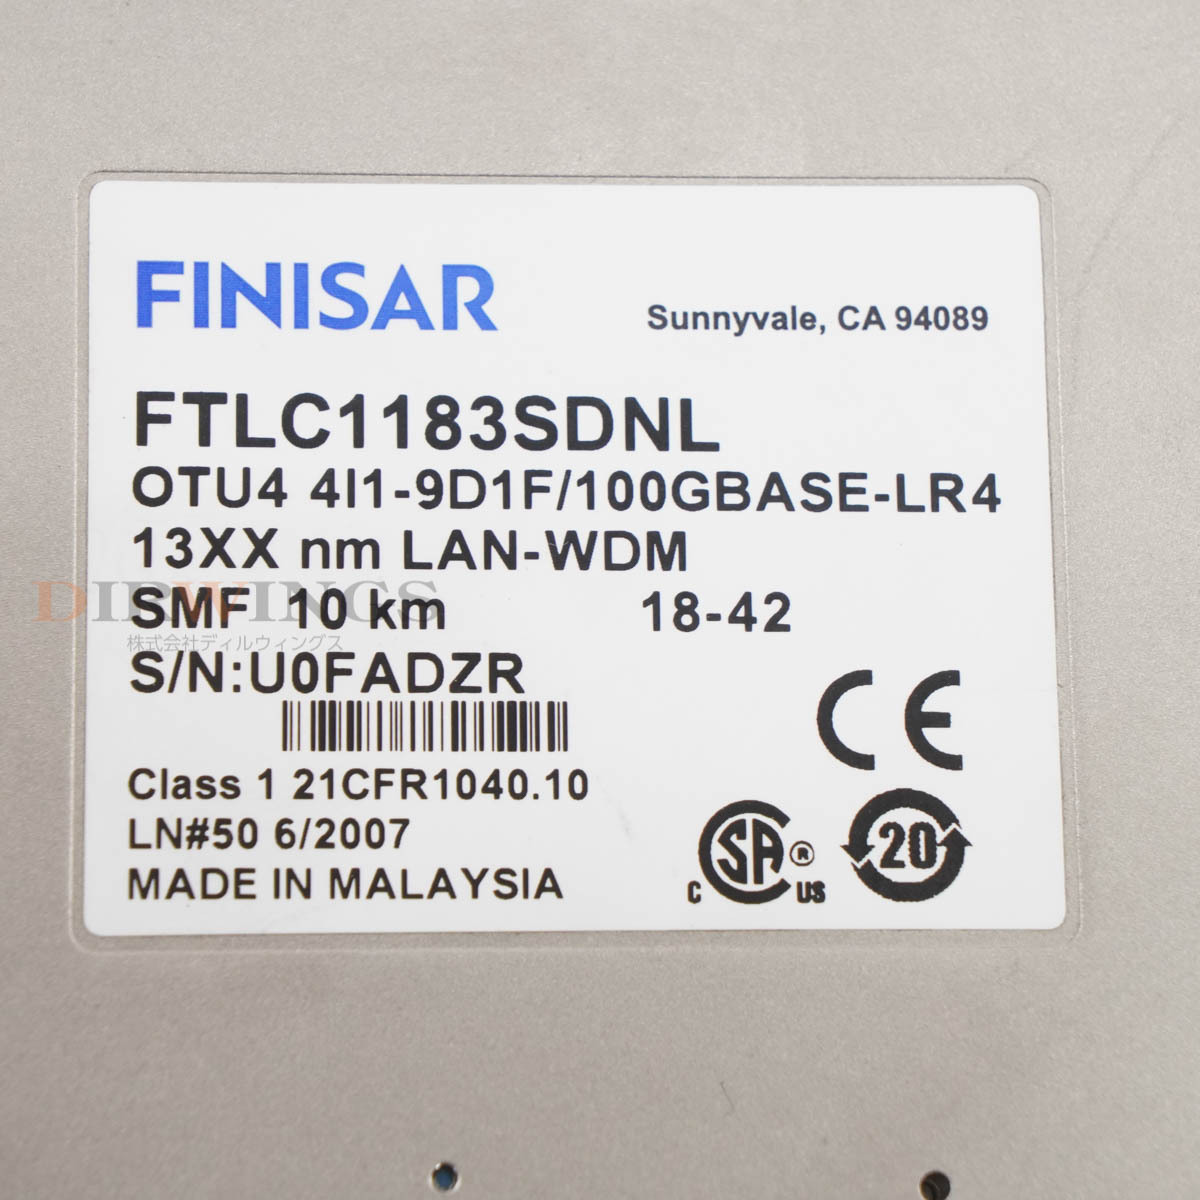 FINISAR
Sunnyvale, CA 94089
FTLC1183SDNL
OTU4 4I1-9D1F/100GBASE-LR4
13XX nm LAN-WDM
SMF 10 km 18-42
DIRWINGS
株式会社ディルウィングス
S/N:U0FADZR
CE
Class 1 21CFR1040.10
LN#50 6/2007
MADE IN MALAYSIA
C SA ® US
20